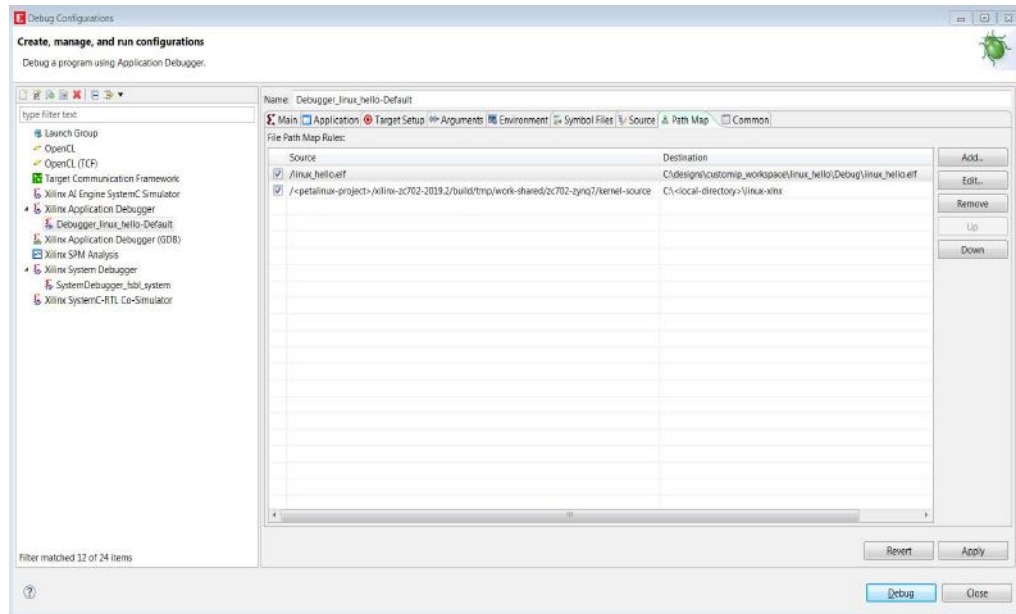 Debug Configurations
Create, manage, and run configurations
Debug a program using Application Debugger.
type filter text
Launch Group
OpenCL
OpenCL (TCF)
Target Communication Framework
Xilinx AI Engine SystemC Simulator
Xilinx Application Debugger
Debugger_linux_hello-Default
Xilinx Application Debugger (GDB)
Xilinx SPM Analysis
Xilinx System Debugger
SystemDebugger_fsbl_system
Xilinx SystemC-RTL Co-Simulator
Filter matched 12 of 24 items
Name: Debugger_linux_hello-Default
Main Application Target Setup Arguments Environment Symbol Files Source Path Map Common
File Path Map Rules:
Source Destination
/linux_hello.elf C:\designs\customip_workspace\linux_hello\Debug\linux_hello.elf
/<petalinux-project>/xilinx-zc702-2019.2/build/tmp/work-shared/zc702-zynq7/kernel-source C:\<local-directory>\linux-xlnx
Add...
Edit...
Remove
Up
Down
Revert Apply
Debug Close